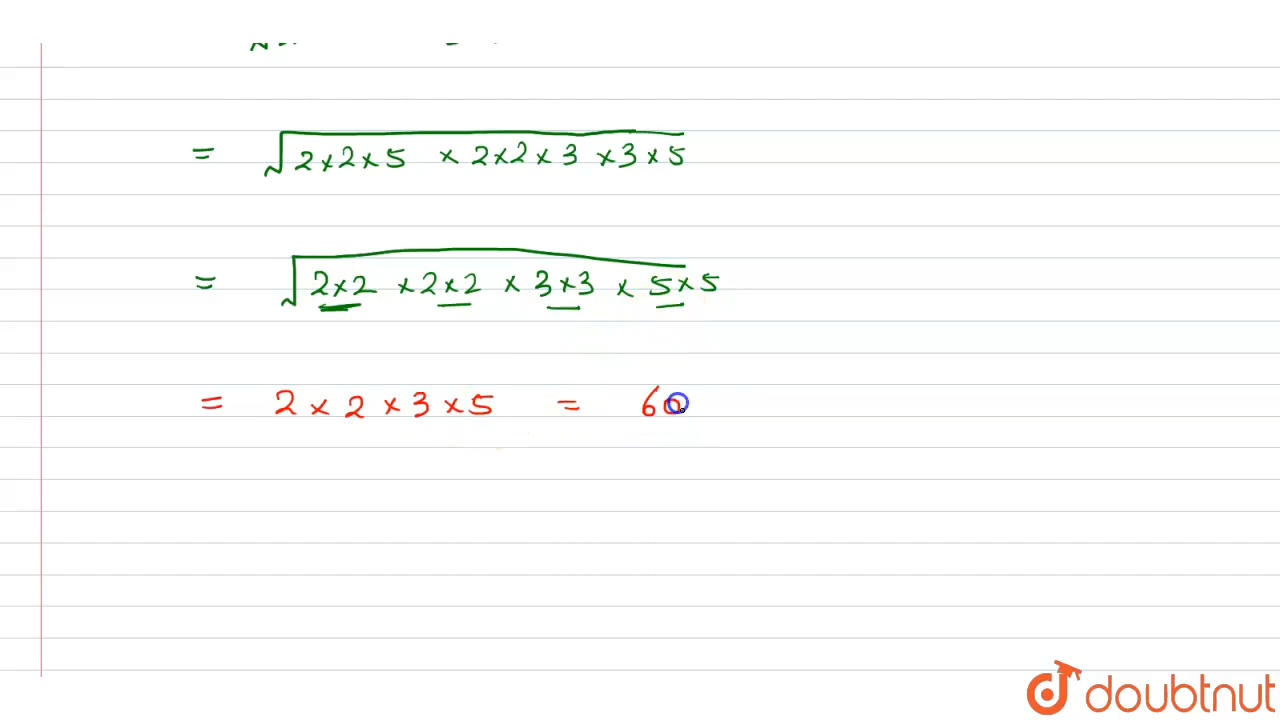 = √2×2×5 × 2×2×3 ×3×5
= √2×2 ×2×2 × 3×3 × 5×5
= 2 × 2 × 3 × 5 = 60
doubtnut